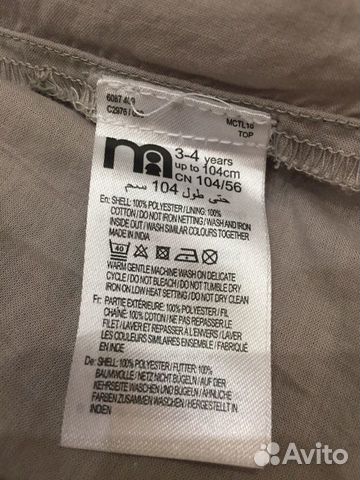 C2976
MCTL16
TOP
3-4 years
up to 104cm
CN 104/56
حتى طول 104 سم
En: SHELL: 100% POLYESTER / LINING: 100%
COTTON / DO NOT IRON NETTING / WASH AND IRON
INSIDE OUT / WASH SIMILAR COLOURS TOGETHER
MADE IN INDIA
40
WARM GENTLE MACHINE WASH ON DELICATE
CYCLE / DO NOT BLEACH / DO NOT TUMBLE DRY
IRON ON LOW HEAT SETTING / DO NOT DRY CLEAN
Fr: PARTIE EXTÉRIEURE: 100% POLYESTER / FIL
CHAÎNE: 100% COTON / NE PAS REPASSER LE
FILET / LAVER ET REPASSER À L'ENVERS / LAVER
LES COULEURS SIMILAIRES ENSEMBLE / FABRIQUÉ
EN INDE
De: SHELL: 100% POLYESTER / FUTTER: 100%
BAUMWOLLE / NETZ NICHT BÜGELN / AUF DER
KEHRSEITE WASCHEN UND BÜGELN / ÄHNLICHE
FARBEN ZUSAMMEN WASCHEN / HERGESTELLT IN
INDIEN
Avito